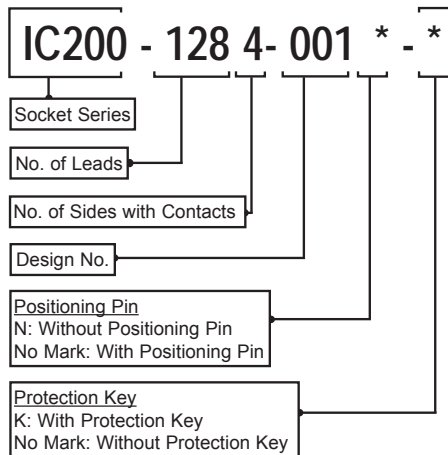 IC200 - 128 4- 001 * - *
Socket Series
No. of Leads
No. of Sides with Contacts
Design No.
Positioning Pin
N: Without Positioning Pin
No Mark: With Positioning Pin
Protection Key
K: With Protection Key
No Mark: Without Protection Key